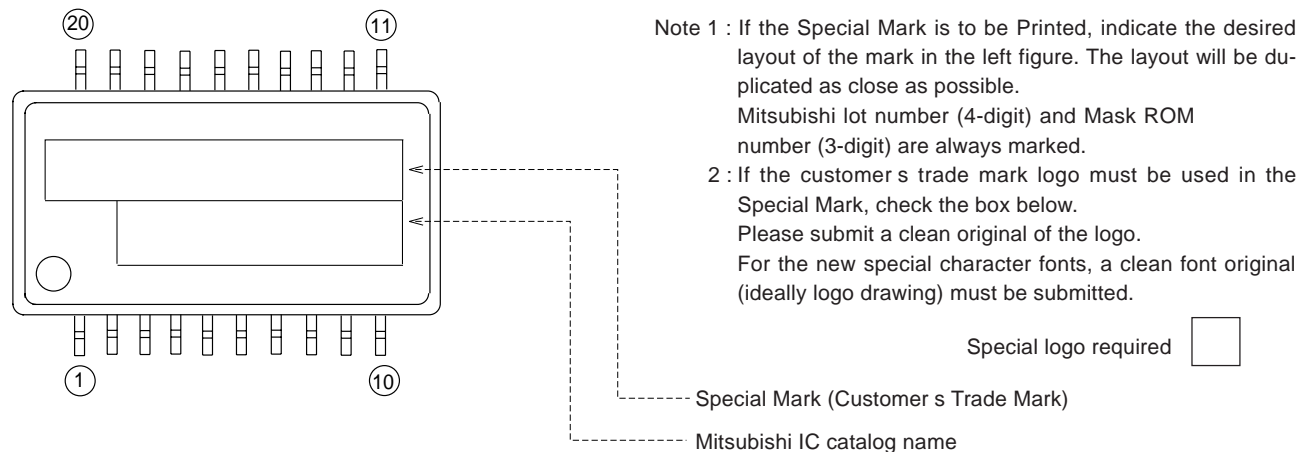 20 11
Note 1 : If the Special Mark is to be Printed, indicate the desired
layout of the mark in the left figure. The layout will be du-
plicated as close as possible.
Mitsubishi lot number (4-digit) and Mask ROM
number (3-digit) are always marked.
2 : If the customer s trade mark logo must be used in the
Special Mark, check the box below.
Please submit a clean original of the logo.
For the new special character fonts, a clean font original
(ideally logo drawing) must be submitted.
Special logo required
1 10
Special Mark (Customer s Trade Mark)
Mitsubishi IC catalog name